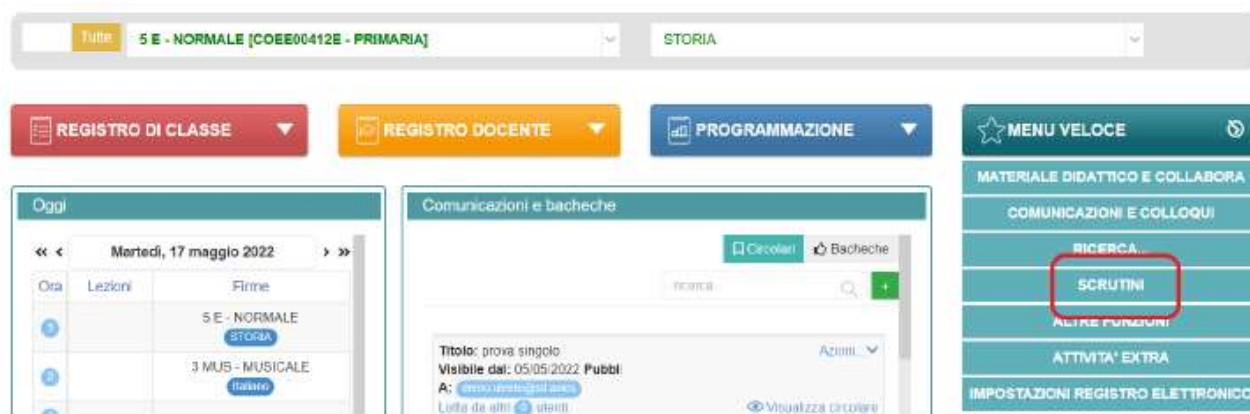 Tutte 5 E - NORMALE [COEE00412E - PRIMARIA] STORIA
REGISTRO DI CLASSE REGISTRO DOCENTE PROGRAMMAZIONE MENU VELOCE
MATERIALE DIDATTICO E COLLABORA
COMUNICAZIONI E COLLOQUI
RICERCA...
SCRUTINI
ALTRE FUNZIONI
ATTIVITA' EXTRA
IMPOSTAZIONI REGISTRO ELETTRONICO
Oggi
« < Martedì, 17 maggio 2022 > »
Ora Lezioni Firme
1 5 E - NORMALE
STORIA
2 3 MUS - MUSICALE
Italiano
Comunicazioni e bacheche
Circolari Bacheche
ricerca +
Titolo: prova singolo Azioni...
Visibile dal: 05/05/2022 Pubbl
A:
Letta da altri utenti Visualizza circolare